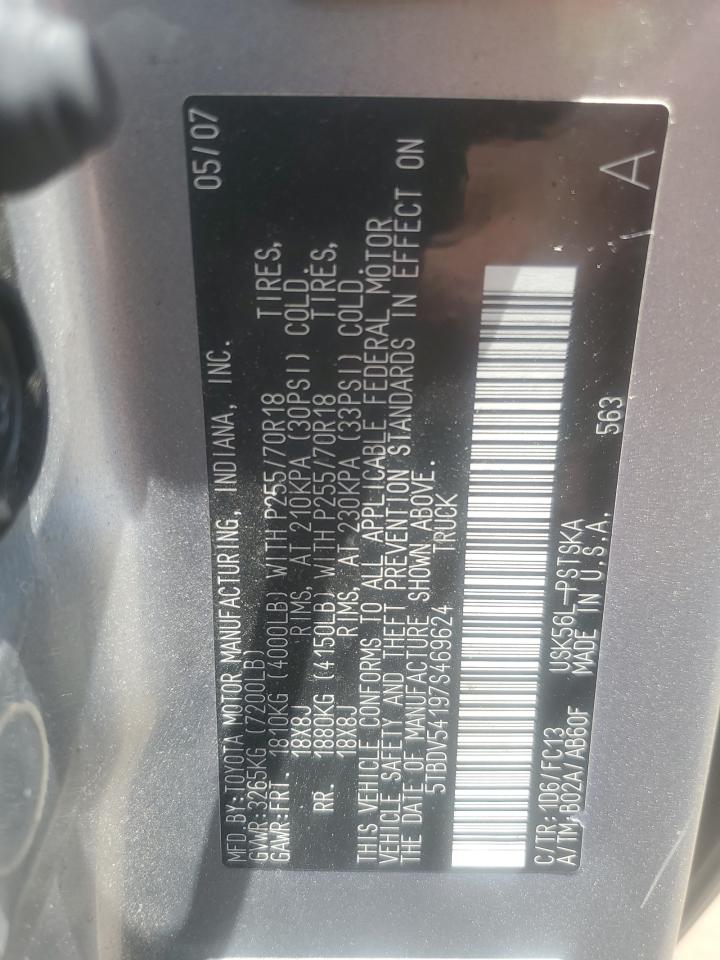 MFD.BY:TOYOTA MOTOR MANUFACTURING, INDIANA, INC. 05/07
GVWR:3265KG (7200LB)
GAWR:FRT. 1810KG (4000LB) WITH P255/70R18 TIRES,
18X8J RIMS, AT 210KPA (30PSI) COLD.
RR. 1880KG (4150LB) WITH P255/70R18 TIRES,
18X8J RIMS, AT 230KPA (33PSI) COLD.
THIS VEHICLE CONFORMS TO ALL APPLICABLE FEDERAL MOTOR
VEHICLE SAFETY AND THEFT PREVENTION STANDARDS IN EFFECT ON
THE DATE OF MANUFACTURE SHOWN ABOVE.
5TBDV54197S469624 TRUCK
C/TR: 1D6/FC13 USK56L-PSTSKA 563
A/TM: B02A/AB60F MADE IN U.S.A. A